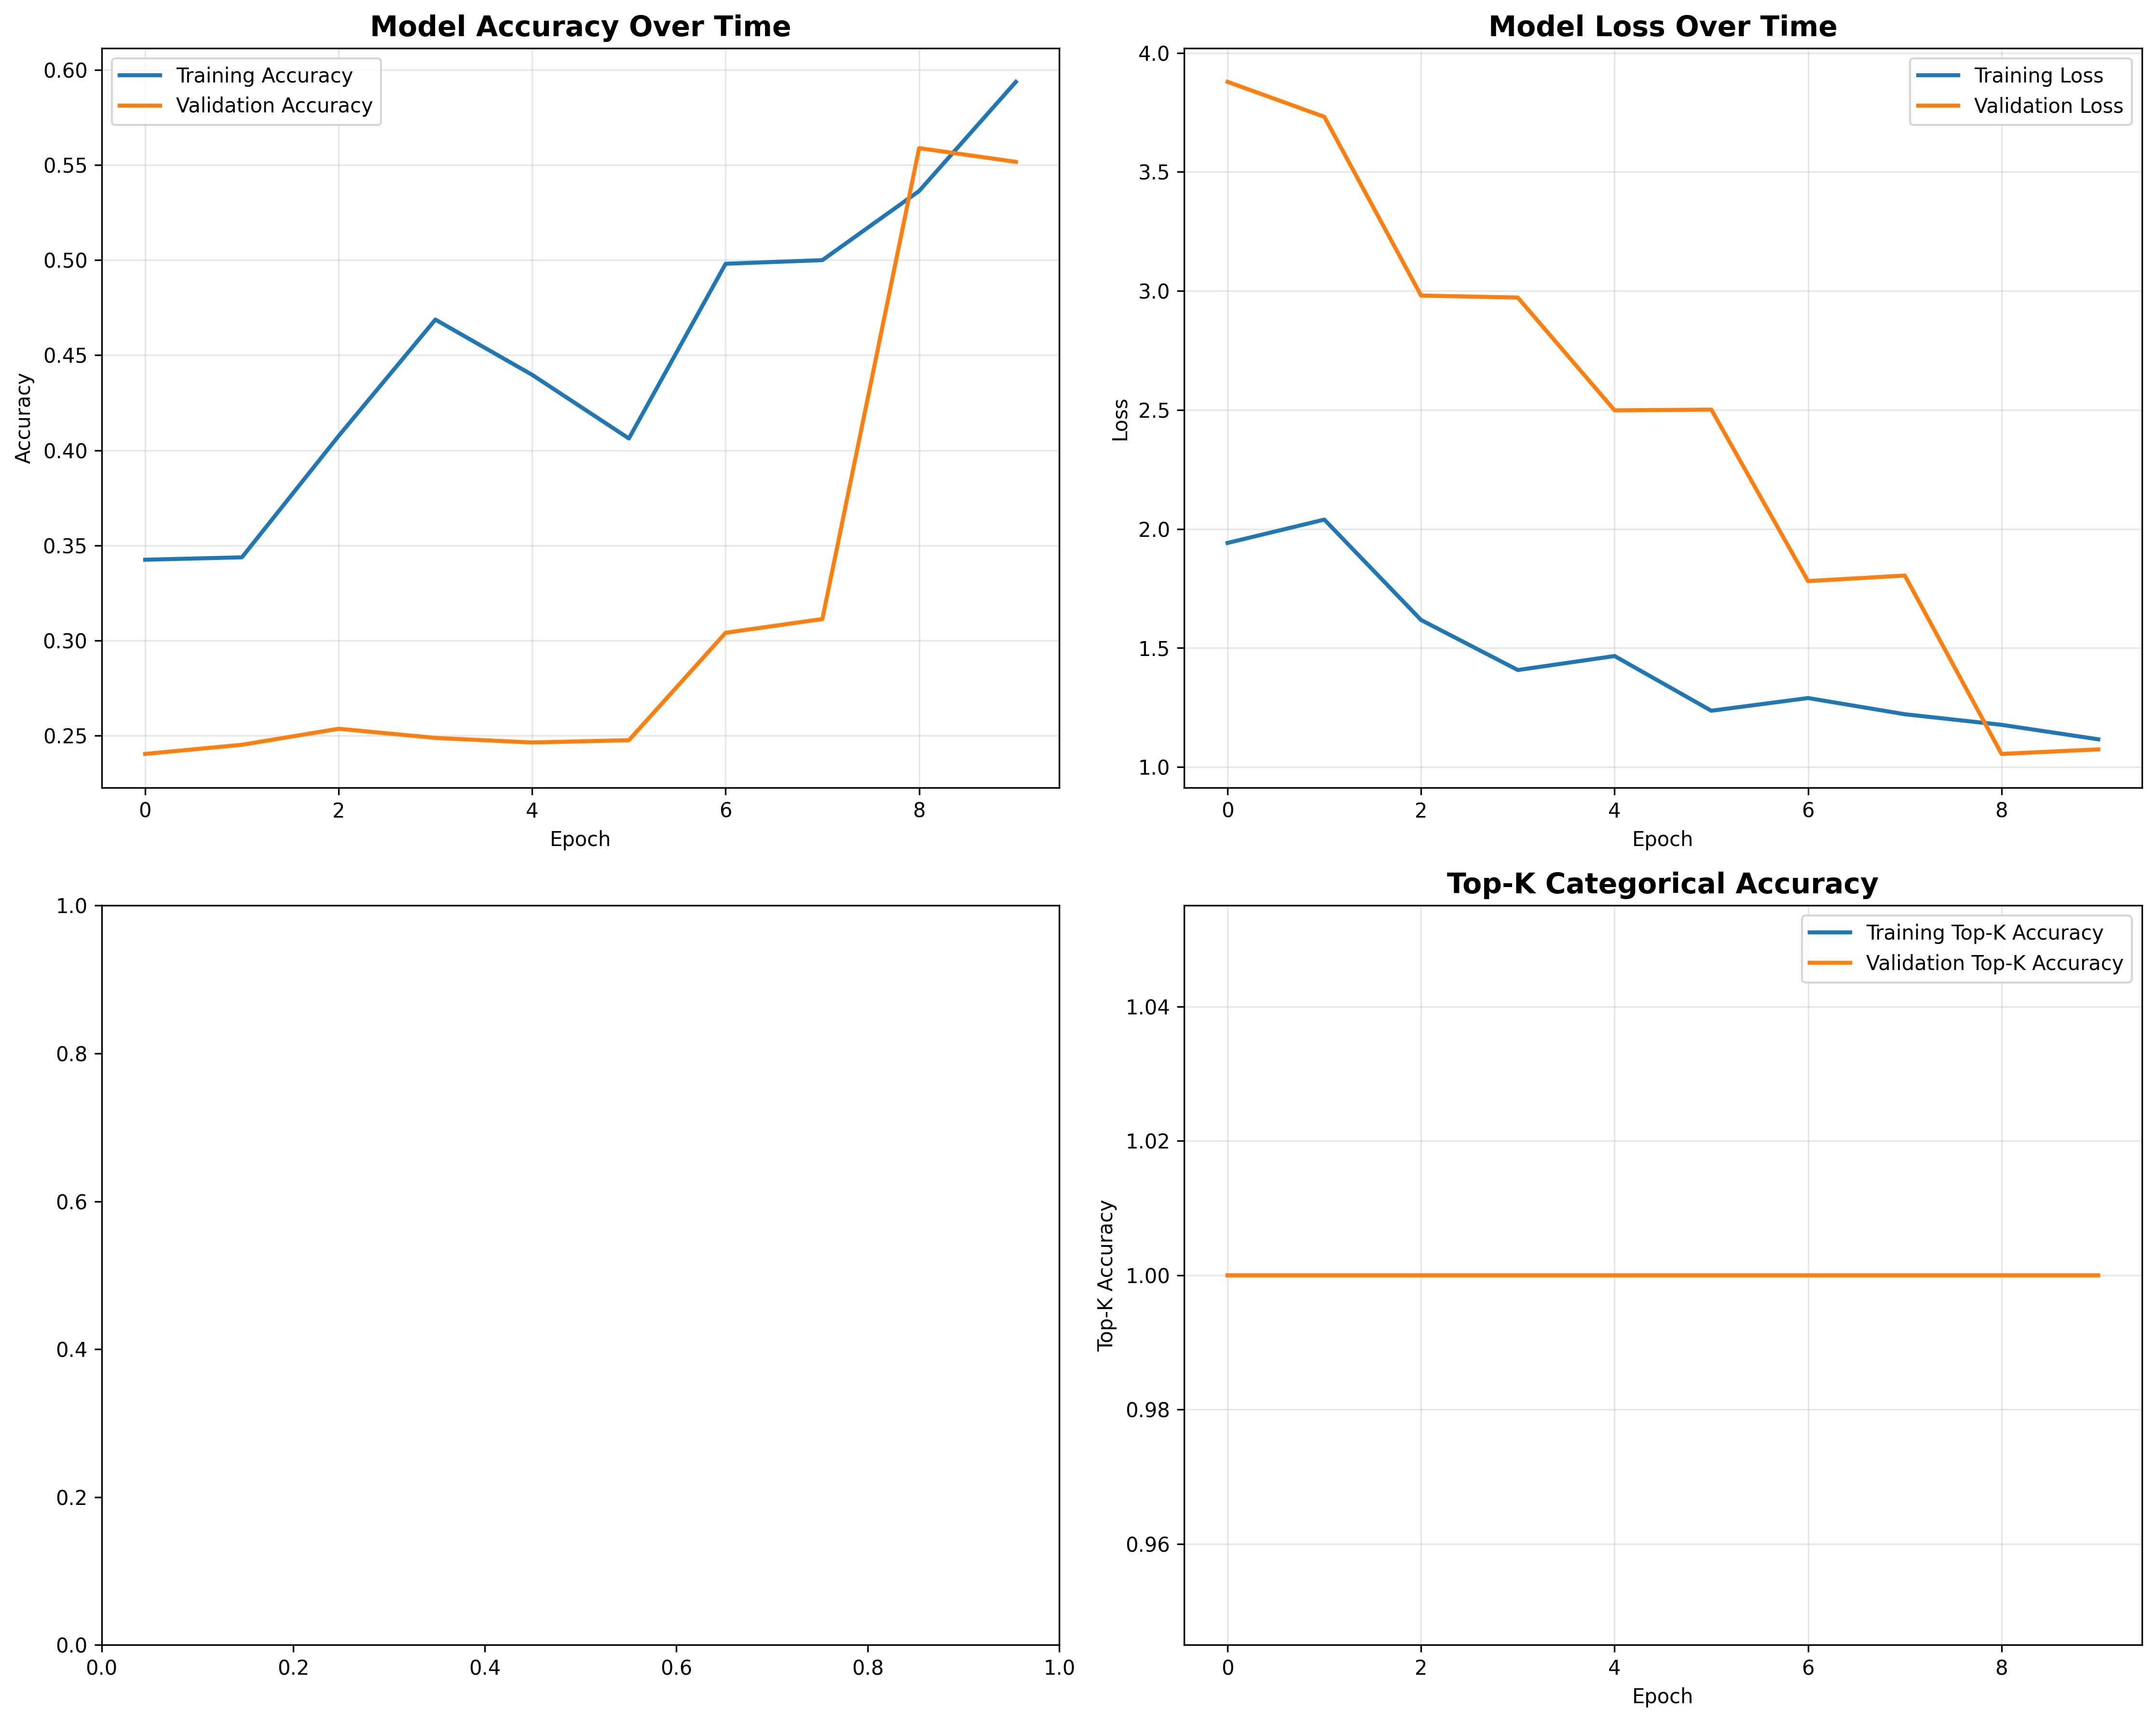 Model Accuracy Over Time
Training Accuracy
Validation Accuracy
0.60
0.55
0.50
0.45
0.40
0.35
0.30
0.25
Accuracy
0 2 4 6 8
Epoch
Model Loss Over Time
Training Loss
Validation Loss
4.0
3.5
3.0
2.5
2.0
1.5
1.0
Loss
0 2 4 6 8
Epoch
1.0
0.8
0.6
0.4
0.2
0.0
0.0 0.2 0.4 0.6 0.8 1.0
Top-K Categorical Accuracy
Training Top-K Accuracy
Validation Top-K Accuracy
1.04
1.02
1.00
0.98
0.96
Top-K Accuracy
0 2 4 6 8
Epoch